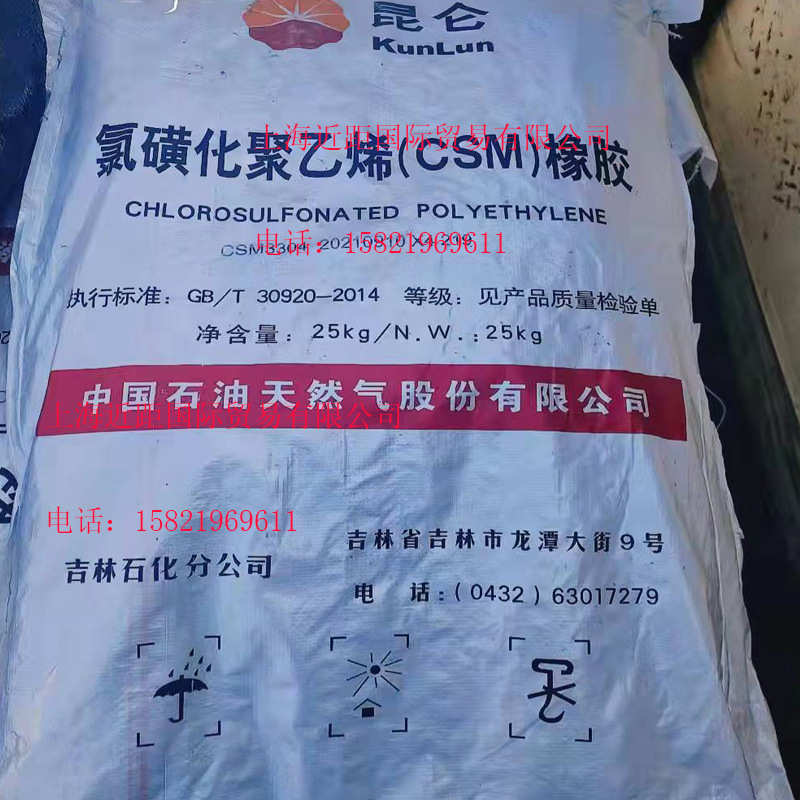 昆仑
KunLun
上海近距国际贸易有限公司
氯磺化聚乙烯(CSM)橡胶
CHLOROSULFONATED POLYETHYLENE
电话：15821969611
CSM3304 20210910
执行标准：GB/T 30920-2014 等级：见产品质量检验单
净含量：25kg/N.W.:25kg
中国石油天然气股份有限公司
上海近距国际贸易有限公司
电话：15821969611
吉林省吉林市龙潭大街9号
吉林石化分公司
电 话:(0432)63017279